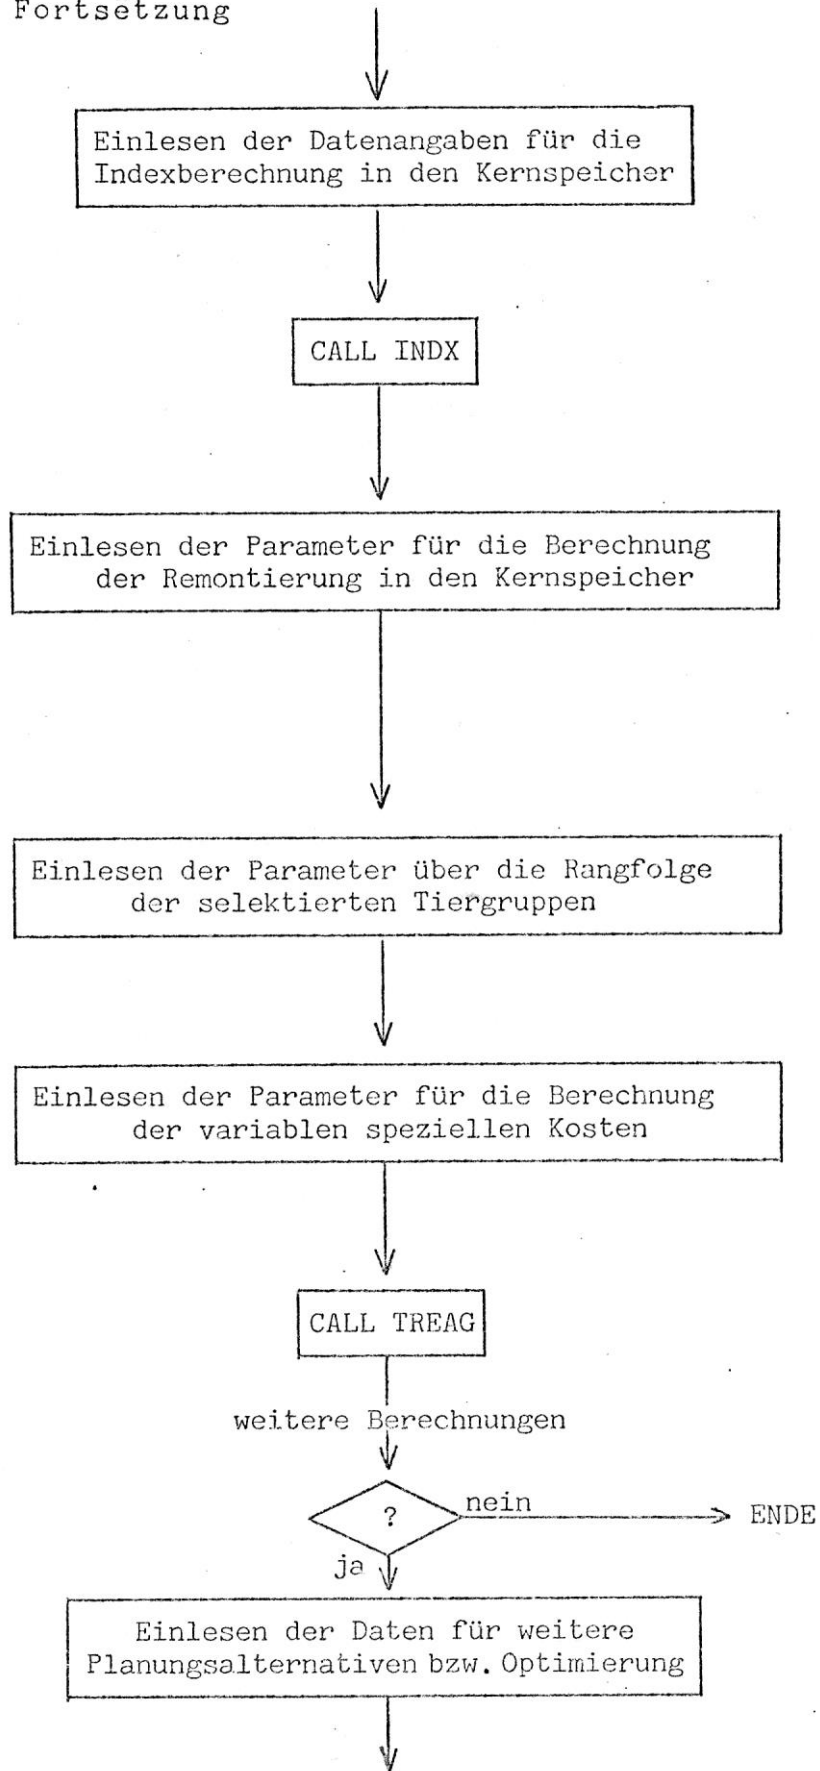 Fortsetzung
Einlesen der Datenangaben für die
Indexberechnung in den Kernspeicher
CALL INDX
Einlesen der Parameter für die Berechnung
der Remontierung in den Kernspeicher
Einlesen der Parameter über die Rangfolge
der selektierten Tiergruppen
Einlesen der Parameter für die Berechnung
der variablen speziellen Kosten
CALL TREAG
weitere Berechnungen
? nein ENDE
ja
Einlesen der Daten für weitere
Planungsalternativen bzw. Optimierung